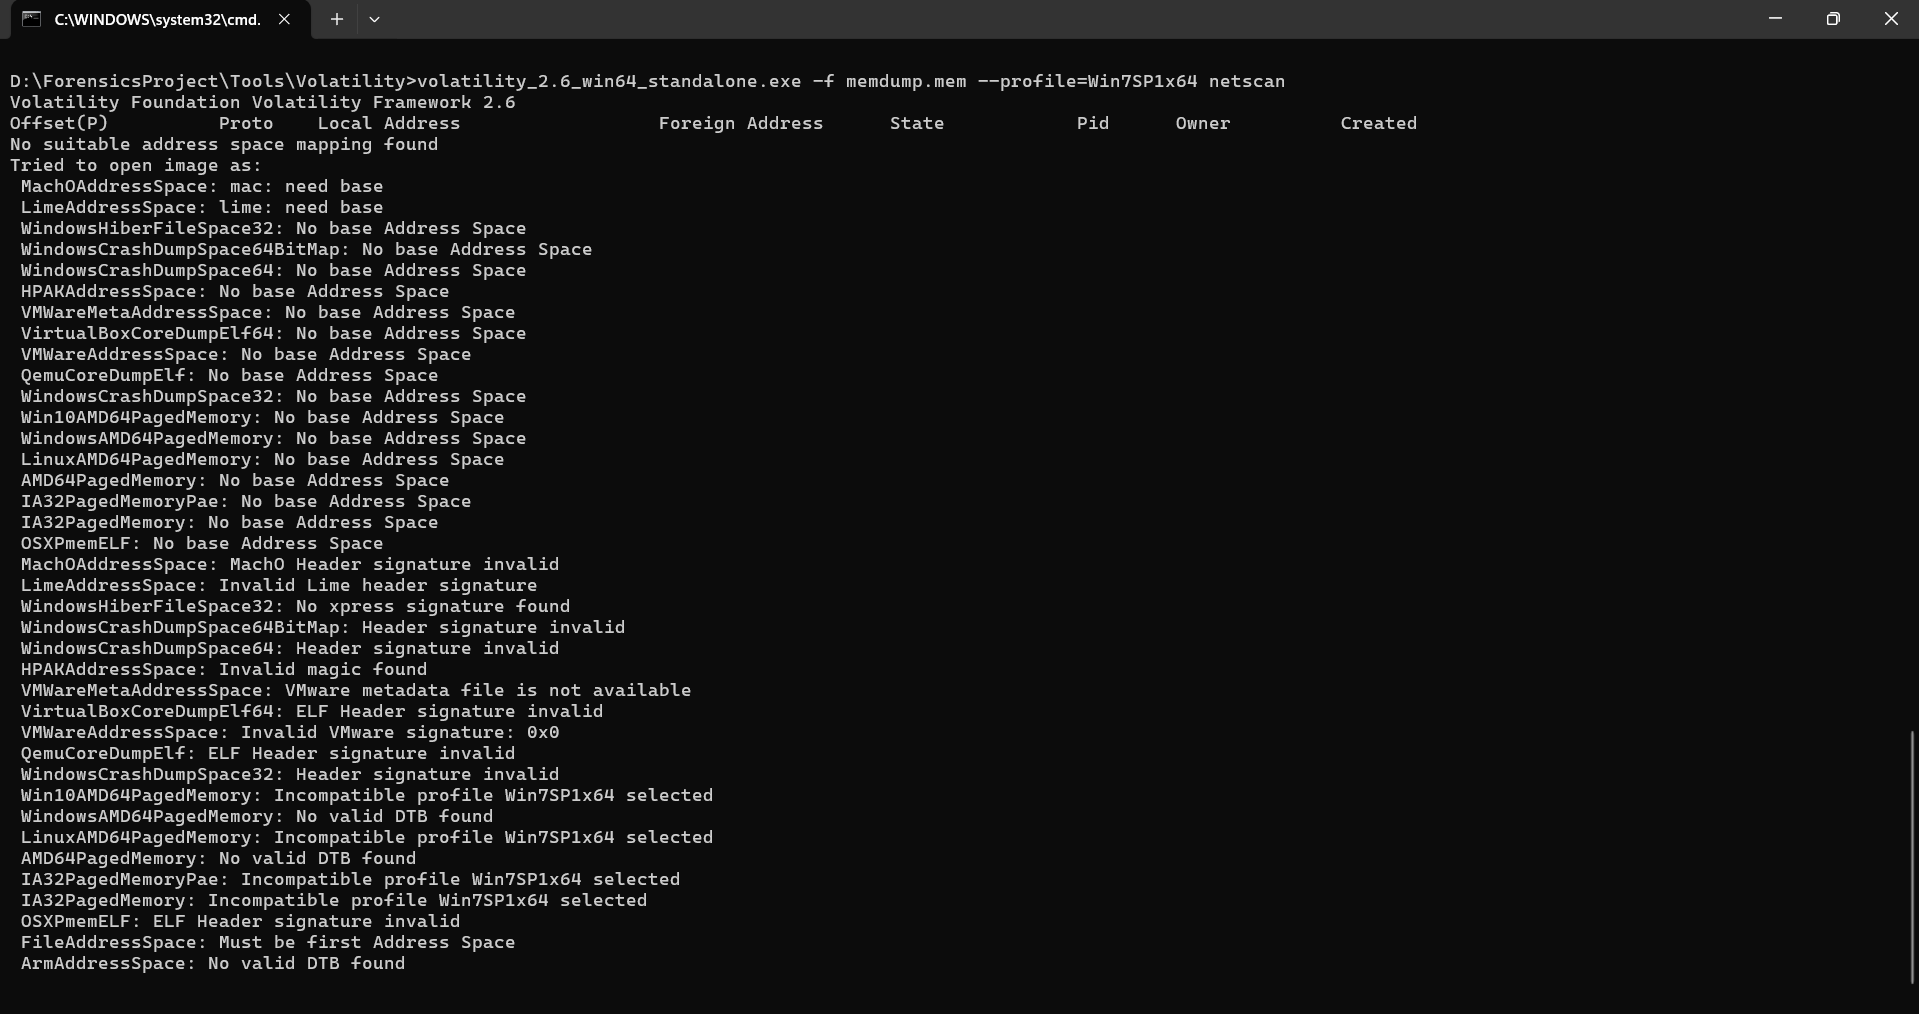 C:\WINDOWS\system32\cmd.
D:\ForensicsProject\Tools\Volatility>volatility_2.6_win64_standalone.exe -f memdump.mem --profile=Win7SP1x64 netscan
Volatility Foundation Volatility Framework 2.6
Offset(P)          Proto    Local Address                  Foreign Address      State            Pid      Owner          Created
No suitable address space mapping found
Tried to open image as:
 MachOAddressSpace: mac: need base
 LimeAddressSpace: lime: need base
 WindowsHiberFileSpace32: No base Address Space
 WindowsCrashDumpSpace64BitMap: No base Address Space
 WindowsCrashDumpSpace64: No base Address Space
 HPAKAddressSpace: No base Address Space
 VMWareMetaAddressSpace: No base Address Space
 VirtualBoxCoreDumpElf64: No base Address Space
 VMWareAddressSpace: No base Address Space
 QemuCoreDumpElf: No base Address Space
 WindowsCrashDumpSpace32: No base Address Space
 Win10AMD64PagedMemory: No base Address Space
 WindowsAMD64PagedMemory: No base Address Space
 LinuxAMD64PagedMemory: No base Address Space
 AMD64PagedMemory: No base Address Space
 IA32PagedMemoryPae: No base Address Space
 IA32PagedMemory: No base Address Space
 OSXPmemELF: No base Address Space
 MachOAddressSpace: MachO Header signature invalid
 LimeAddressSpace: Invalid Lime header signature
 WindowsHiberFileSpace32: No xpress signature found
 WindowsCrashDumpSpace64BitMap: Header signature invalid
 WindowsCrashDumpSpace64: Header signature invalid
 HPAKAddressSpace: Invalid magic found
 VMWareMetaAddressSpace: VMware metadata file is not available
 VirtualBoxCoreDumpElf64: ELF Header signature invalid
 VMWareAddressSpace: Invalid VMware signature: 0x0
 QemuCoreDumpElf: ELF Header signature invalid
 WindowsCrashDumpSpace32: Header signature invalid
 Win10AMD64PagedMemory: Incompatible profile Win7SP1x64 selected
 WindowsAMD64PagedMemory: No valid DTB found
 LinuxAMD64PagedMemory: Incompatible profile Win7SP1x64 selected
 AMD64PagedMemory: No valid DTB found
 IA32PagedMemoryPae: Incompatible profile Win7SP1x64 selected
 IA32PagedMemory: Incompatible profile Win7SP1x64 selected
 OSXPmemELF: ELF Header signature invalid
 FileAddressSpace: Must be first Address Space
 ArmAddressSpace: No valid DTB found